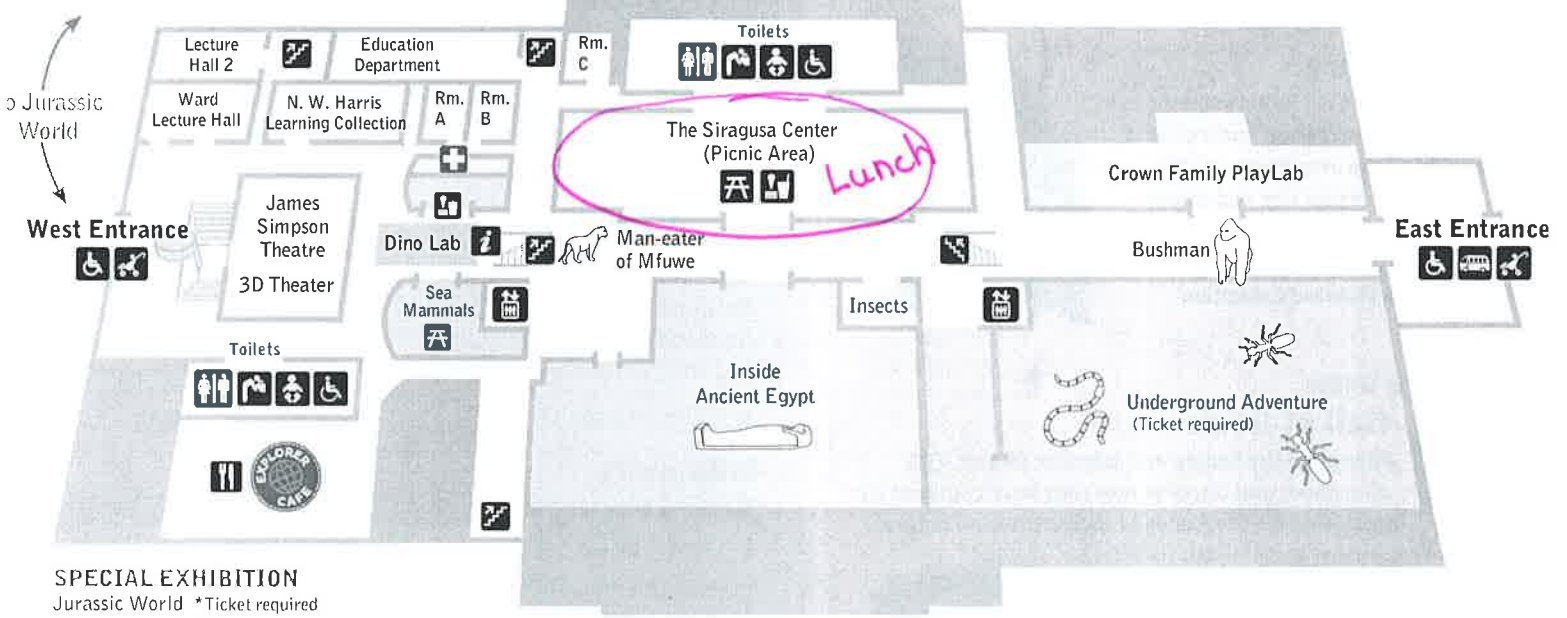 Lecture
Hall 2
Education
Department
Rm.
C
Toilets
Jurassic
World
Ward
Lecture Hall
N. W. Harris
Learning Collection
Rm.
A
Rm.
B
The Siragusa Center
(Picnic Area)
Lunch
Crown Family PlayLab
West Entrance
James
Simpson
Theatre
3D Theater
Dino Lab
i
Man-eater
of Mfuwe
Bushman
East Entrance
Sea
Mammals
Insects
Toilets
Inside
Ancient Egypt
Underground Adventure
(Ticket required)
EXPLORER
CAFE
SPECIAL EXHIBITION
Jurassic World *Ticket required